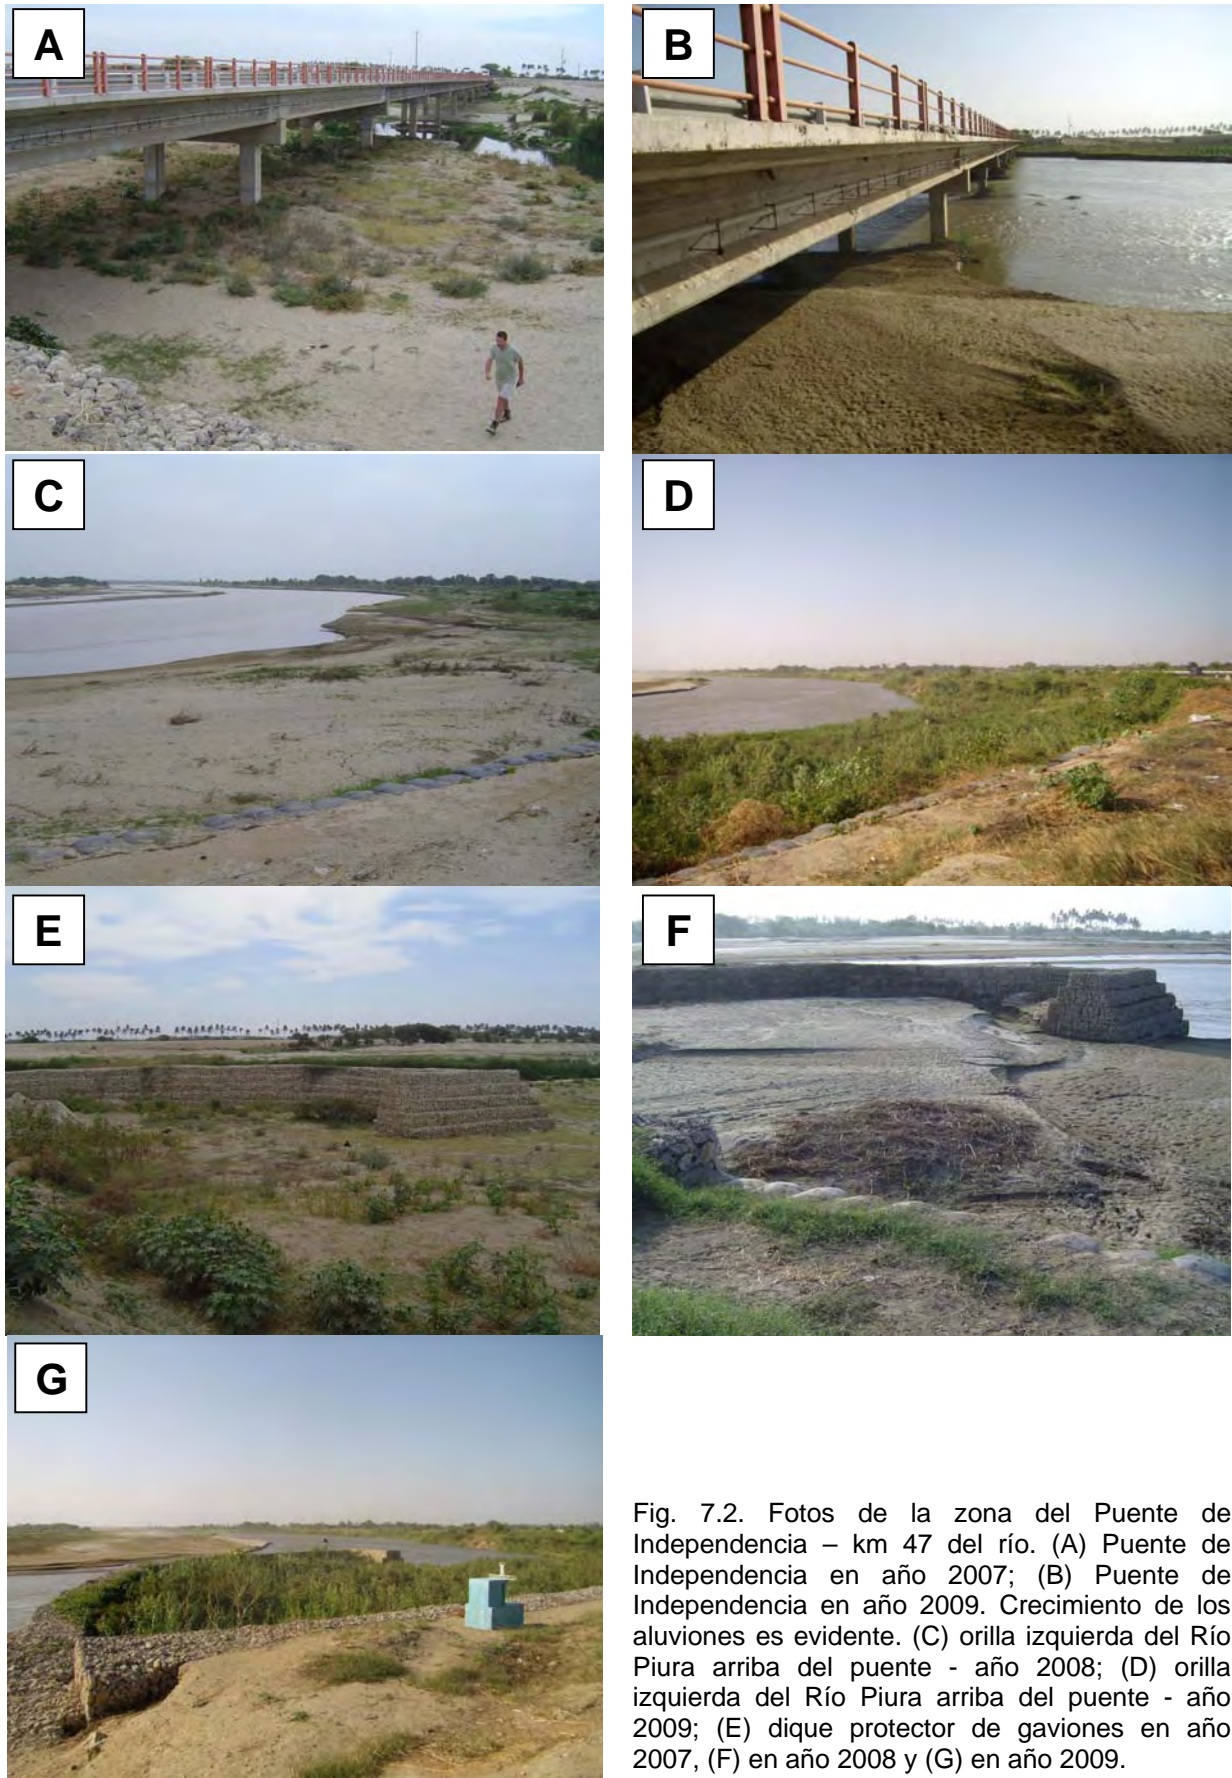 A
B
C
D
E
F
G
Fig. 7.2. Fotos de la zona del Puente de
Independencia – km 47 del río. (A) Puente de
Independencia en año 2007; (B) Puente de
Independencia en año 2009. Crecimiento de los
aluviones es evidente. (C) orilla izquierda del Río
Piura arriba del puente - año 2008; (D) orilla
izquierda del Río Piura arriba del puente - año
2009; (E) dique protector de gaviones en año
2007, (F) en año 2008 y (G) en año 2009.